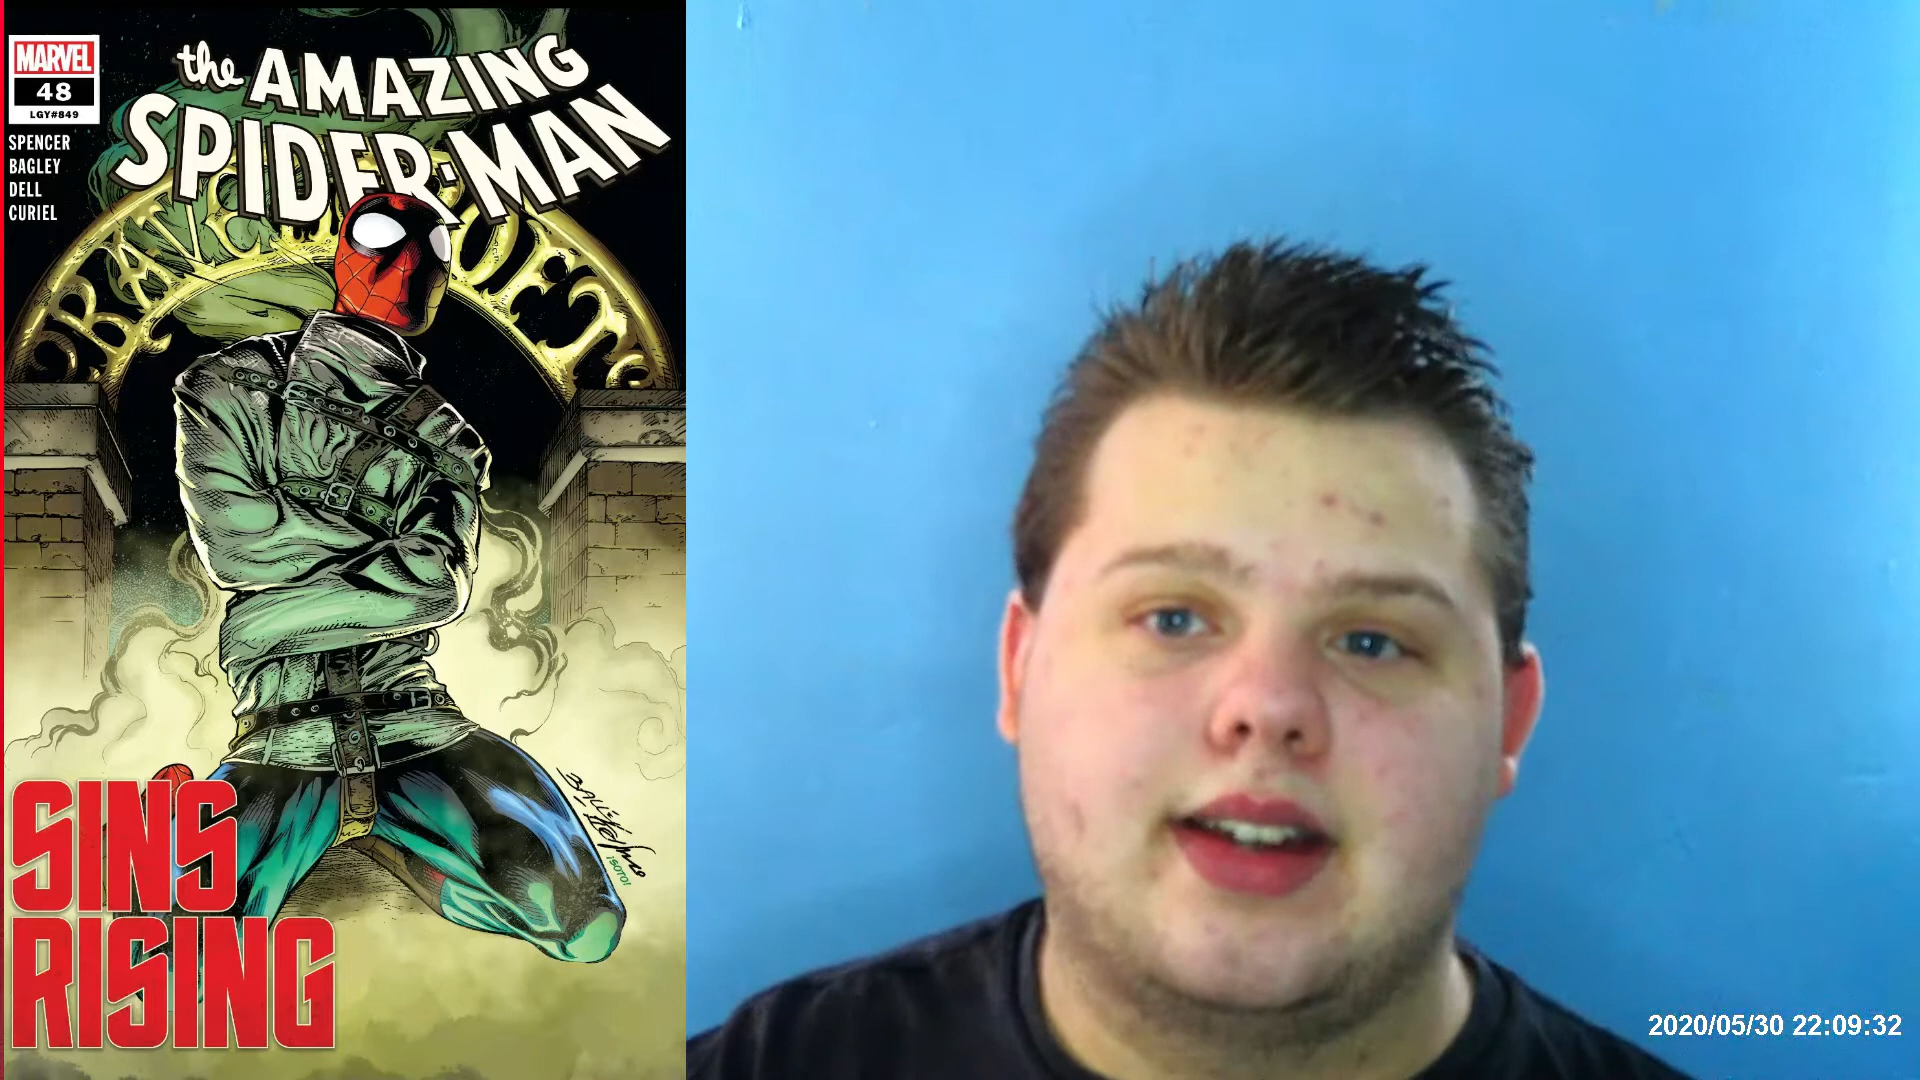 MARVEL
48
LGY#849
SPENCER
BAGLEY
DELL
CURIEL
the AMAZING
SPIDER-MAN
SINS
RISING
2020/05/30 22:09:32